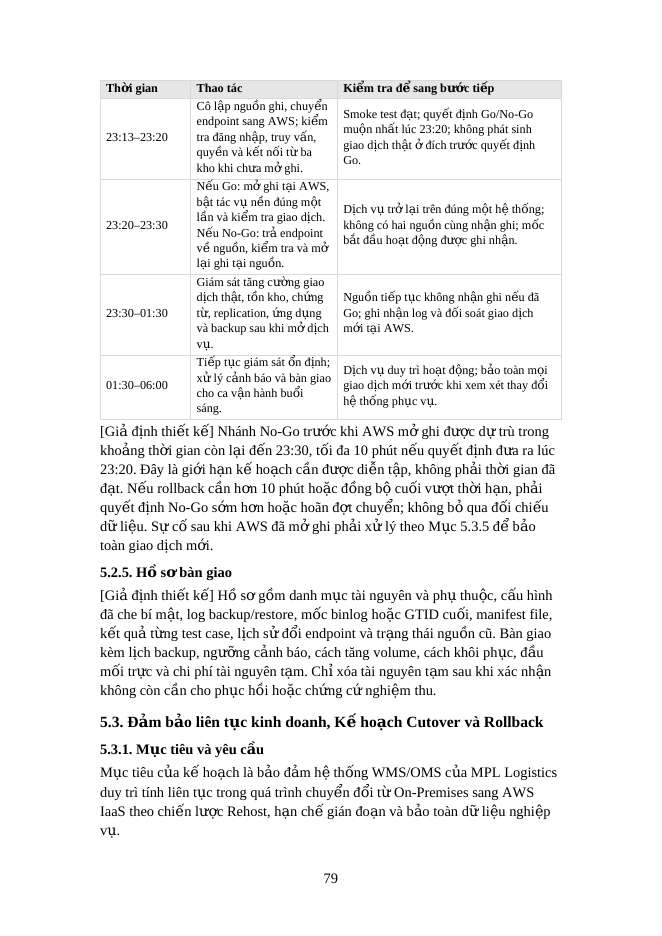 Thời gian
Thao tác
Kiểm tra để sang bước tiếp
23:13–23:20
Cô lập nguồn ghi, chuyển
endpoint sang AWS; kiểm
tra đăng nhập, truy vấn,
quyền và kết nối từ ba
kho khi chưa mở ghi.
Smoke test đạt; quyết định Go/No-Go
muộn nhất lúc 23:20; không phát sinh
giao dịch thật ở đích trước quyết định
Go.
23:20–23:30
Nếu Go: mở ghi tại AWS,
bật tác vụ nền đúng một
lần và kiểm tra giao dịch.
Nếu No-Go: trả endpoint
về nguồn, kiểm tra và mở
lại ghi tại nguồn.
Dịch vụ trở lại trên đúng một hệ thống;
không có hai nguồn cùng nhận ghi; mốc
bắt đầu hoạt động được ghi nhận.
23:30–01:30
Giám sát tăng cường giao
dịch thật, tồn kho, chứng
từ, replication, ứng dụng
và backup sau khi mở dịch
vụ.
Nguồn tiếp tục không nhận ghi nếu đã
Go; ghi nhận log và đối soát giao dịch
mới tại AWS.
01:30–06:00
Tiếp tục giám sát ổn định;
xử lý cảnh báo và bàn giao
cho ca vận hành buổi
sáng.
Dịch vụ duy trì hoạt động; bảo toàn mọi
giao dịch mới trước khi xem xét thay đổi
hệ thống phục vụ.
[Giả định thiết kế] Nhánh No-Go trước khi AWS mở ghi được dự trù trong
khoảng thời gian còn lại đến 23:30, tối đa 10 phút nếu quyết định đưa ra lúc
23:20. Đây là giới hạn kế hoạch cần được diễn tập, không phải thời gian đã
đạt. Nếu rollback cần hơn 10 phút hoặc đồng bộ cuối vượt thời hạn, phải
quyết định No-Go sớm hơn hoặc hoãn đợt chuyển; không bỏ qua đối chiếu
dữ liệu. Sự cố sau khi AWS đã mở ghi phải xử lý theo Mục 5.3.5 để bảo
toàn giao dịch mới.
5.2.5. Hồ sơ bàn giao
[Giả định thiết kế] Hồ sơ gồm danh mục tài nguyên và phụ thuộc, cấu hình
đã che bí mật, log backup/restore, mốc binlog hoặc GTID cuối, manifest file,
kết quả từng test case, lịch sử đổi endpoint và trạng thái nguồn cũ. Bàn giao
kèm lịch backup, ngưỡng cảnh báo, cách tăng volume, cách khôi phục, đầu
mối trực và chi phí tài nguyên tạm. Chỉ xóa tài nguyên tạm sau khi xác nhận
không còn cần cho phục hồi hoặc chứng cứ nghiệm thu.
5.3. Đảm bảo liên tục kinh doanh, Kế hoạch Cutover và Rollback
5.3.1. Mục tiêu và yêu cầu
Mục tiêu của kế hoạch là bảo đảm hệ thống WMS/OMS của MPL Logistics
duy trì tính liên tục trong quá trình chuyển đổi từ On-Premises sang AWS
IaaS theo chiến lược Rehost, hạn chế gián đoạn và bảo toàn dữ liệu nghiệp
vụ.
79